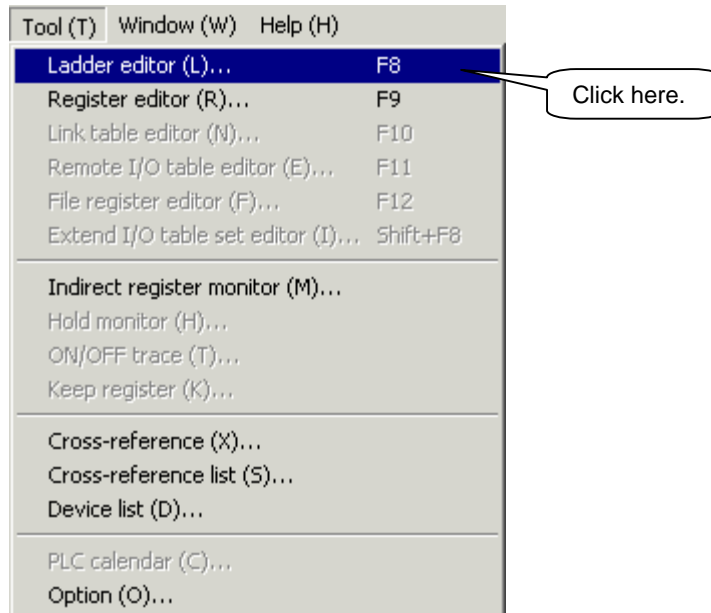 Tool (T) Window (W) Help (H)
Ladder editor (L)... F8
Click here.
Register editor (R)... F9
Link table editor (N)... F10
Remote I/O table editor (E)... F11
File register editor (F)... F12
Extend I/O table set editor (I)... Shift+F8
Indirect register monitor (M)...
Hold monitor (H)...
ON/OFF trace (T)...
Keep register (K)...
Cross-reference (X)...
Cross-reference list (S)...
Device list (D)...
PLC calendar (C)...
Option (O)...